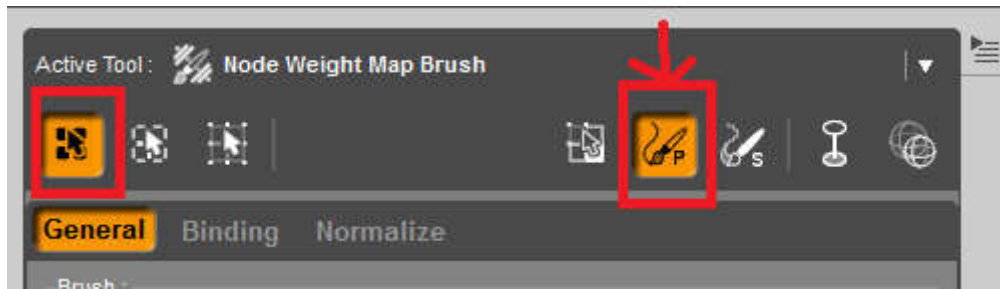 Active Tool : Node Weight Map Brush
P S
General Binding Normalize
Brush :